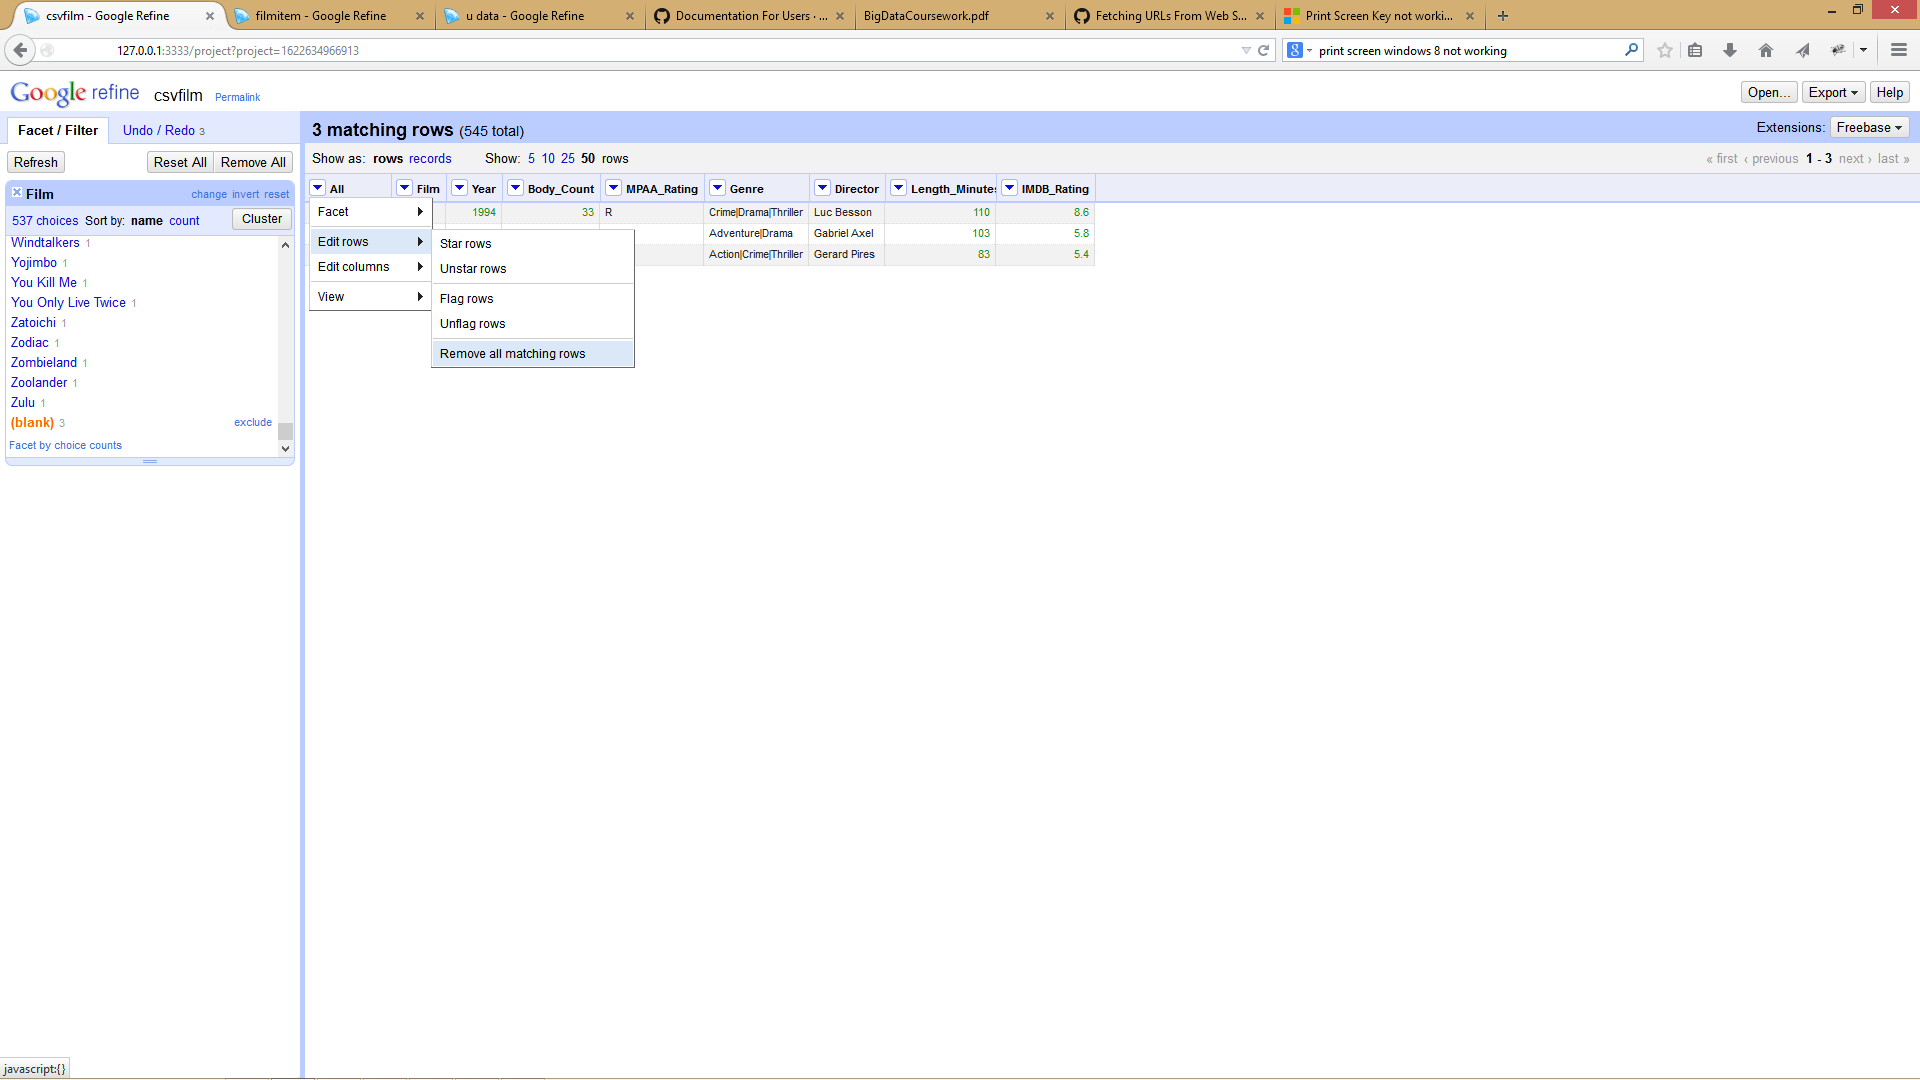 csvfilm - Google Refine
filmitem - Google Refine
u data - Google Refine
Documentation For Users · ...
BigDataCoursework.pdf
Fetching URLs From Web S...
Print Screen Key not worki...
127.0.0.1:3333/project?project=1622634966913
print screen windows 8 not working
Google refine csvfilm Permalink
Open... Export Help
Facet / Filter Undo / Redo 3
3 matching rows (545 total)
Extensions: Freebase
Refresh Reset All Remove All
Show as: rows records Show: 5 10 25 50 rows
« first ‹ previous 1 - 3 next › last »
Film change invert reset
537 choices Sort by: name count Cluster
Windtalkers 1
Yojimbo 1
You Kill Me 1
You Only Live Twice 1
Zatoichi 1
Zodiac 1
Zombieland 1
Zoolander 1
Zulu 1
(blank) 3 exclude
Facet by choice counts
All Film Year Body_Count MPAA_Rating Genre Director Length_Minutes IMDB_Rating
1994 33 R Crime|Drama|Thriller Luc Besson 110 8.6
Adventure|Drama Gabriel Axel 103 5.8
Action|Crime|Thriller Gerard Pires 83 5.4
Facet
Edit rows
Edit columns
View
Star rows
Unstar rows
Flag rows
Unflag rows
Remove all matching rows
javascript:{}